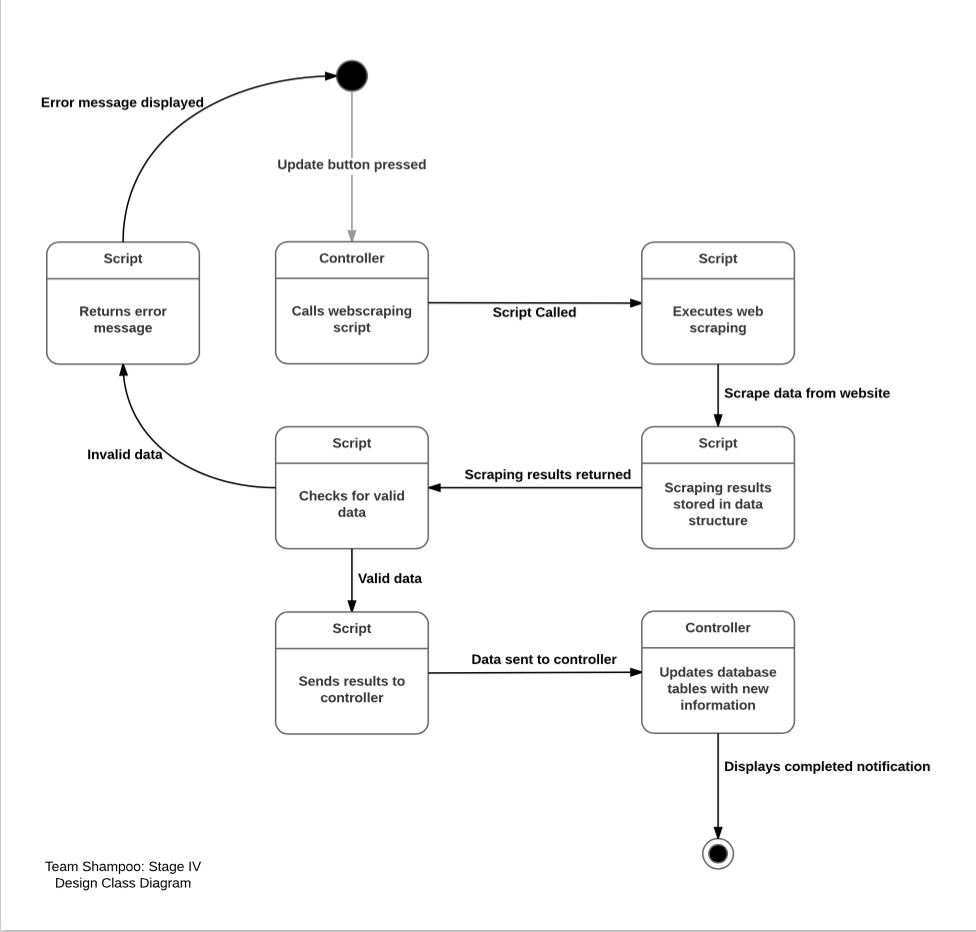 Error message displayed
Update button pressed
Script
Returns error
message
Controller
Calls webscraping
script
Script Called
Script
Executes web
scraping
Scrape data from website
Script
Scraping results
stored in data
structure
Scraping results returned
Script
Checks for valid
data
Invalid data
Valid data
Script
Sends results to
controller
Data sent to controller
Controller
Updates database
tables with new
information
Displays completed notification
Team Shampoo: Stage IV
Design Class Diagram